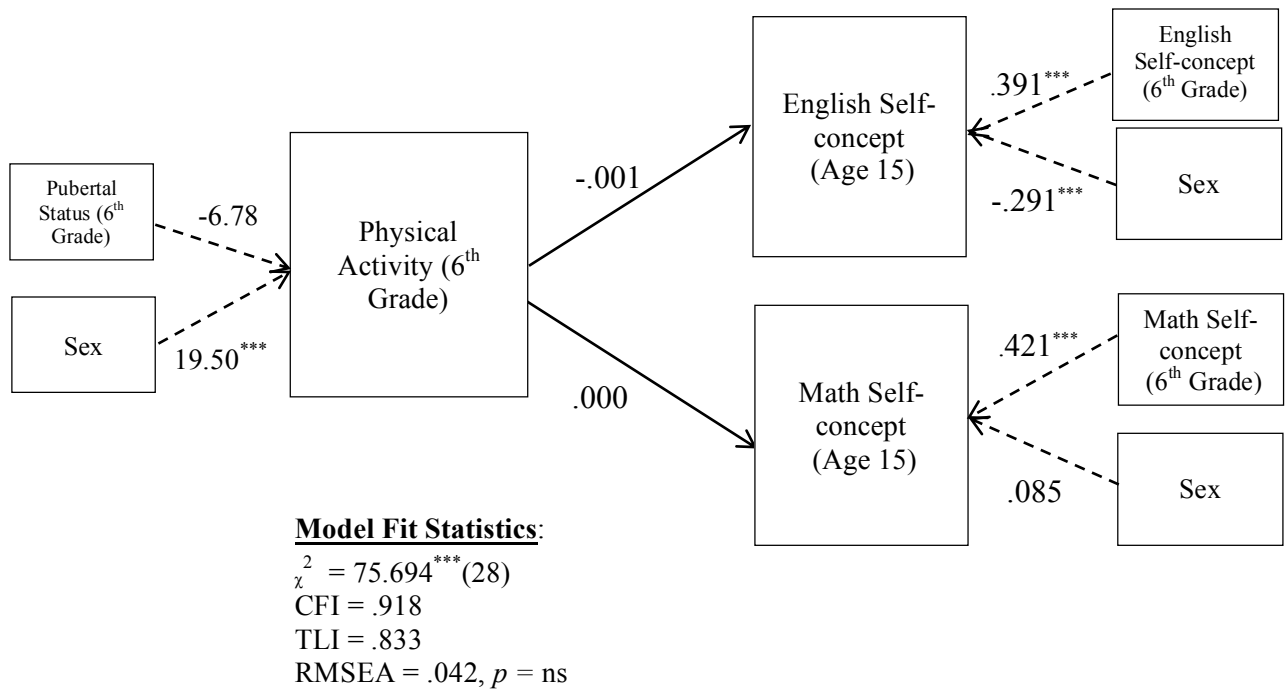 Pubertal
Status (6th
Grade)
Sex
-6.78
19.50***
Physical
Activity (6th
Grade)
-.001
.000
English Self-
concept
(Age 15)
.391***
-.291***
English
Self-concept
(6th Grade)
Sex
Math Self-
concept
(Age 15)
.421***
.085
Math Self-
concept
(6th Grade)
Sex
Model Fit Statistics:
χ2 = 75.694***(28)
CFI = .918
TLI = .833
RMSEA = .042, p = ns